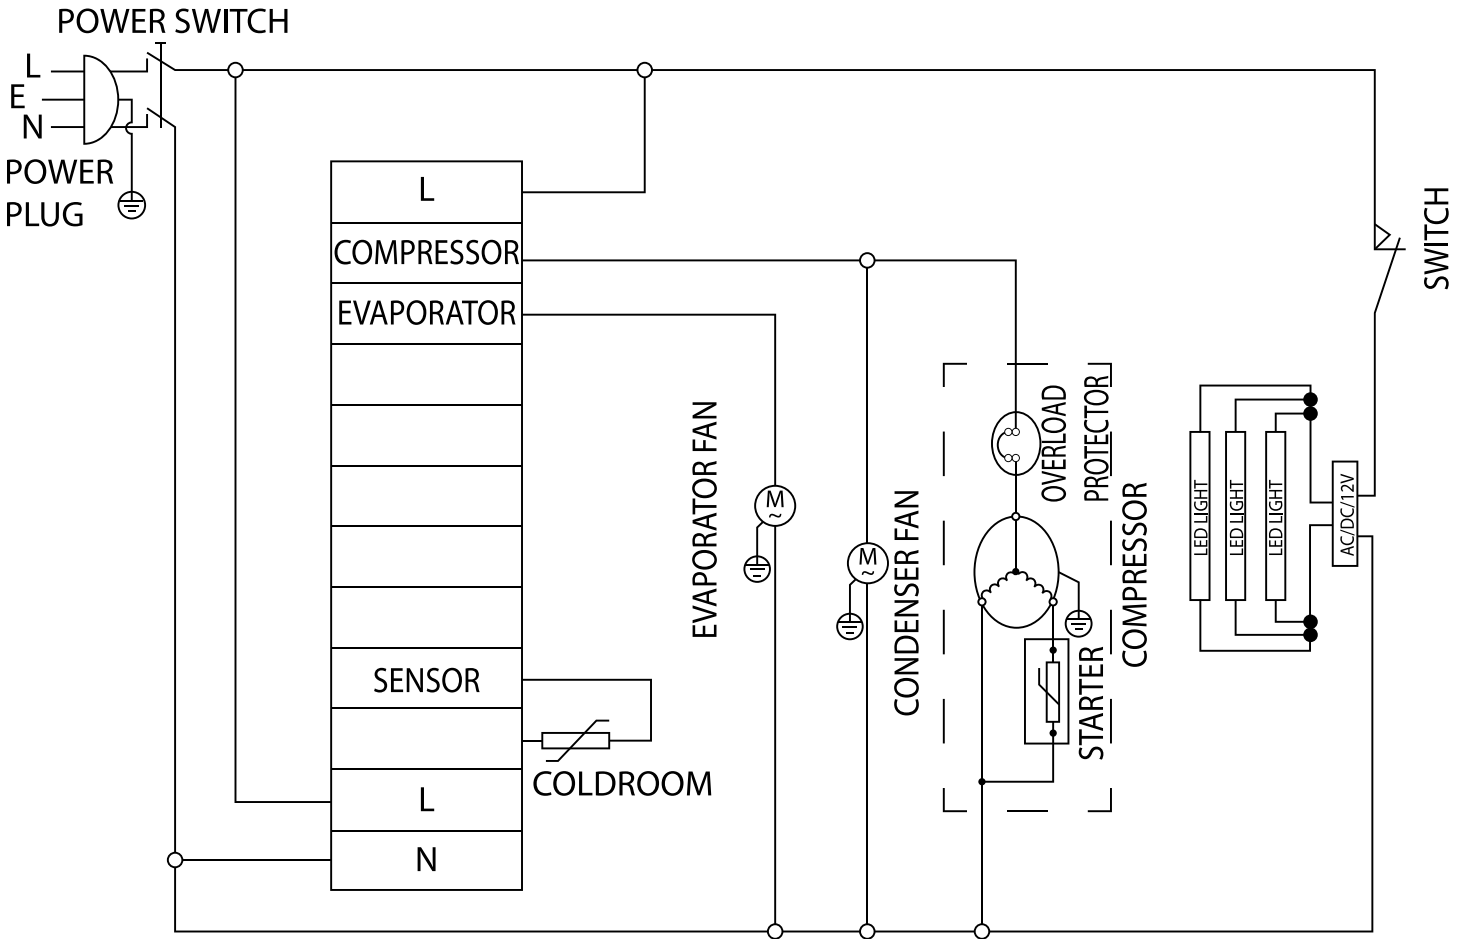 POWER SWITCH
L
E
N
POWER
PLUG
L
COMPRESSOR
EVAPORATOR
SENSOR
L
N
COLDROOM
EVAPORATOR FAN
M
~
CONDENSER FAN
M
~
OVERLOAD
PROTECTOR
COMPRESSOR
STARTER
LED LIGHT
LED LIGHT
LED LIGHT
AC/DC/12V
SWITCH